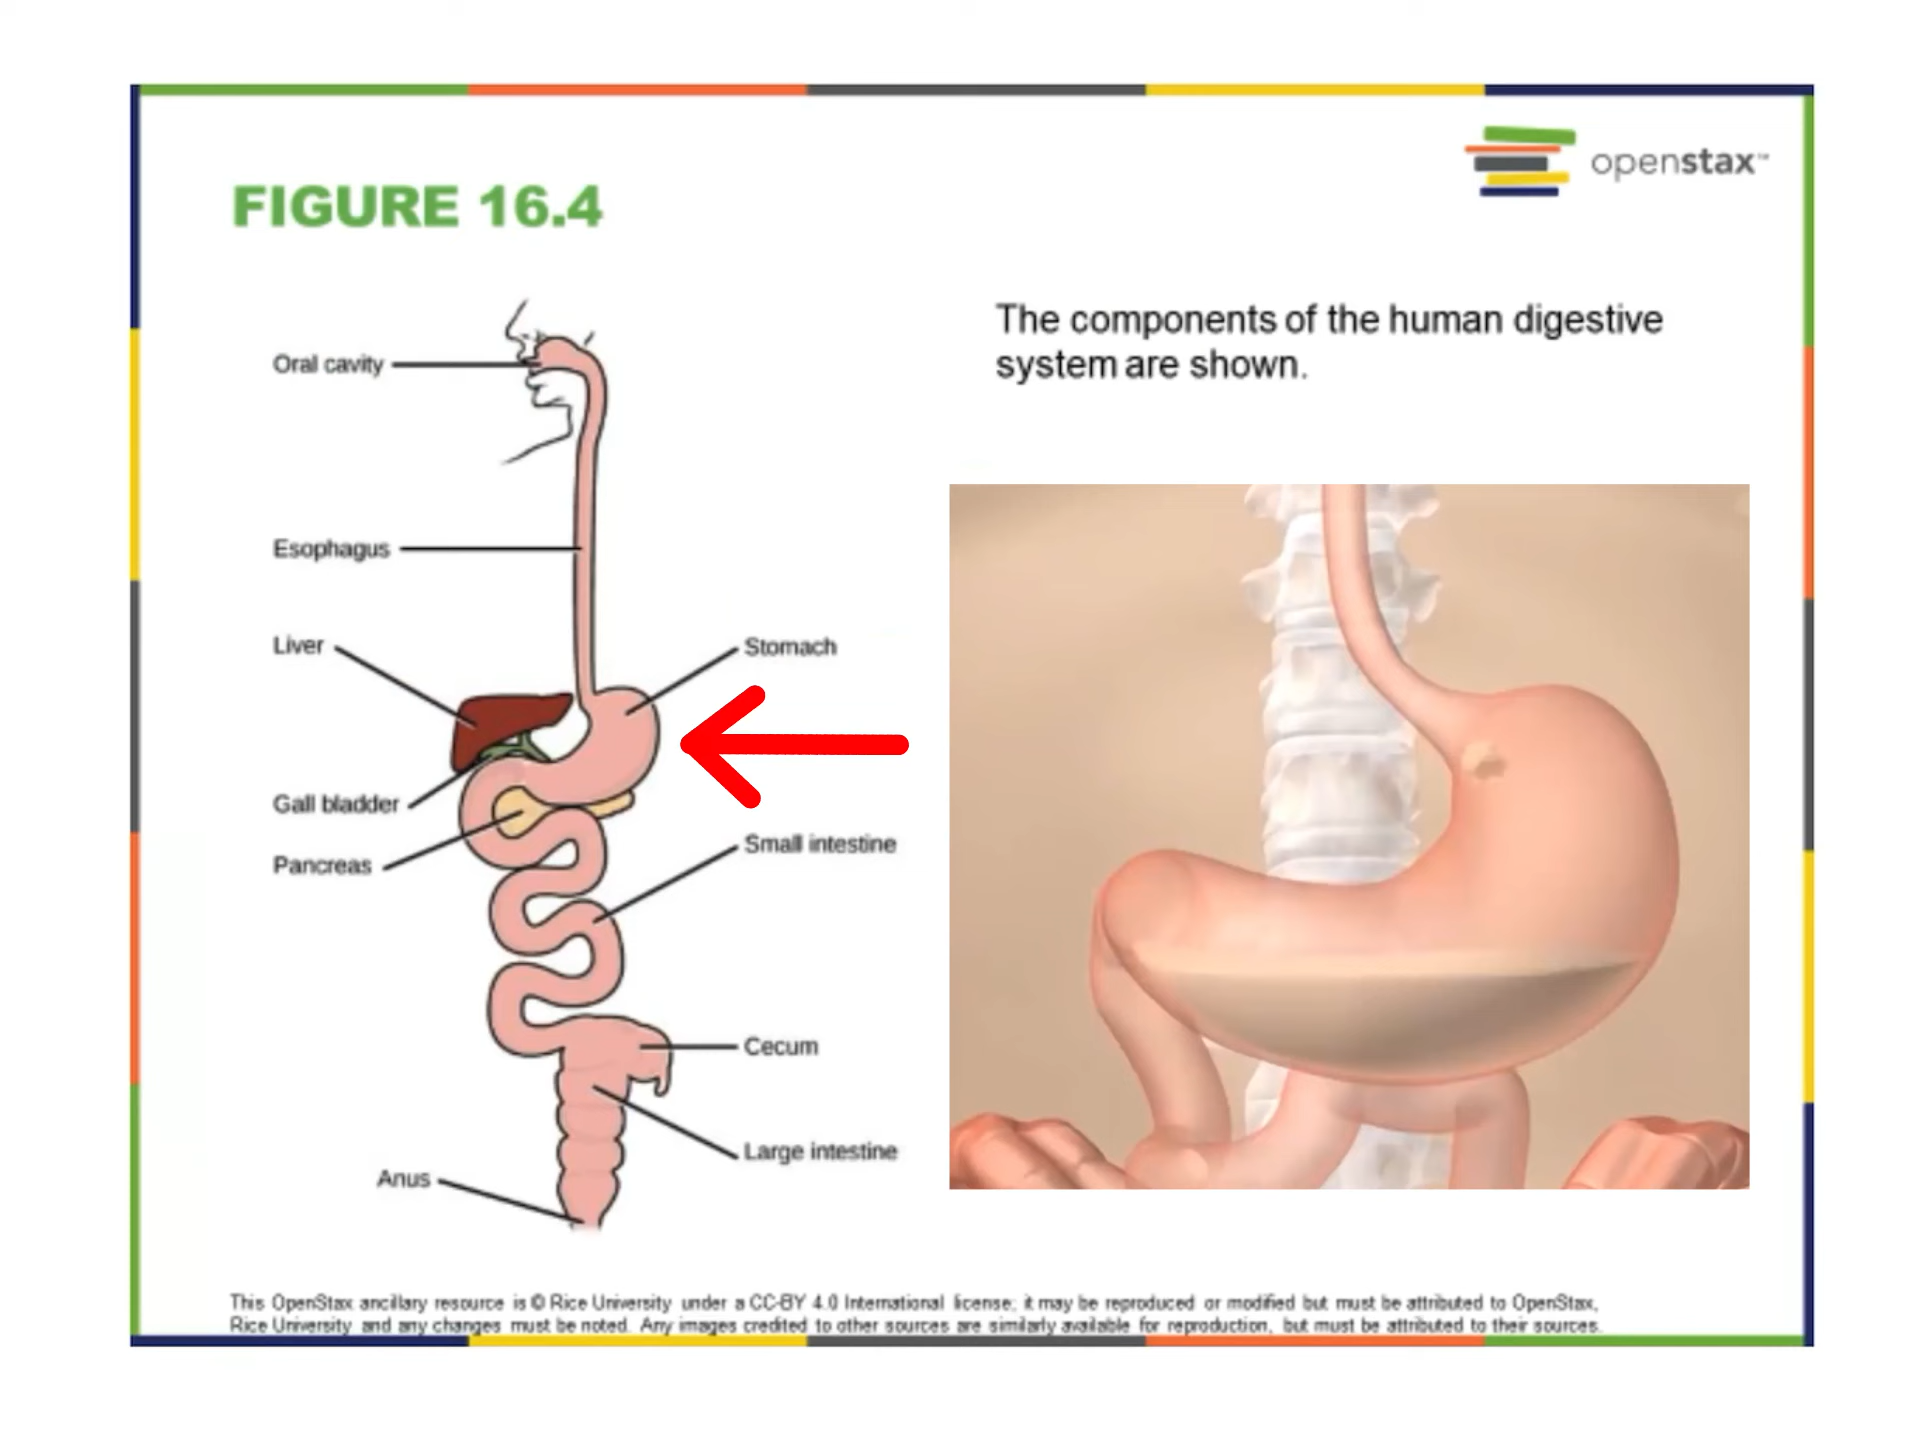 openstax™
FIGURE 16.4
The components of the human digestive
system are shown.
Oral cavity
Esophagus
Liver
Stomach
Gall bladder
Small intestine
Pancreas
Cecum
Large intestine
Anus
This OpenStax ancillary resource is © Rice University under a CC-BY 4.0 International license; it may be reproduced or modified but must be attributed to OpenStax,
Rice University and any changes must be noted. Any images credited to other sources are similarly available for reproduction, but must be attributed to their sources.